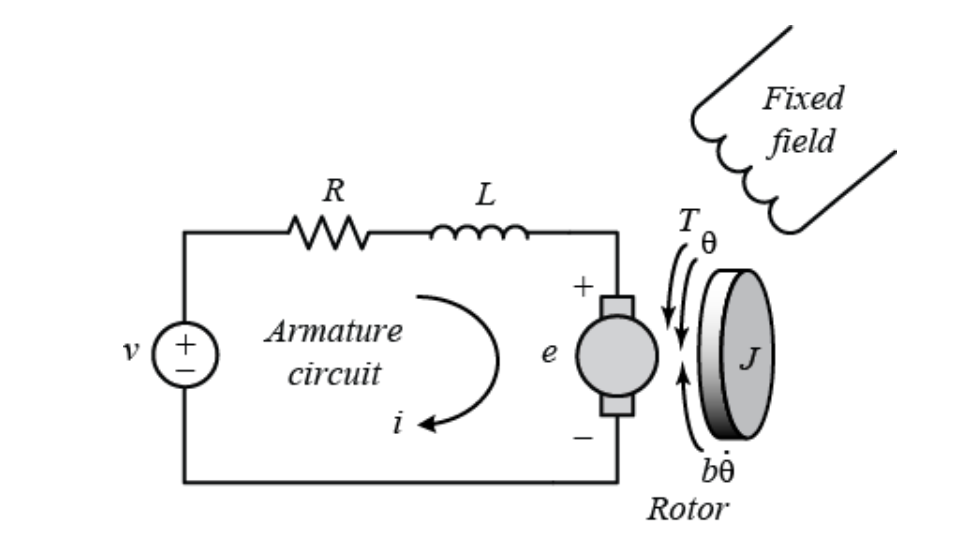 Fixed
field
R
L
T
θ
+
v
+
−
Armature
circuit
e
J
i
−
bθ̇
Rotor